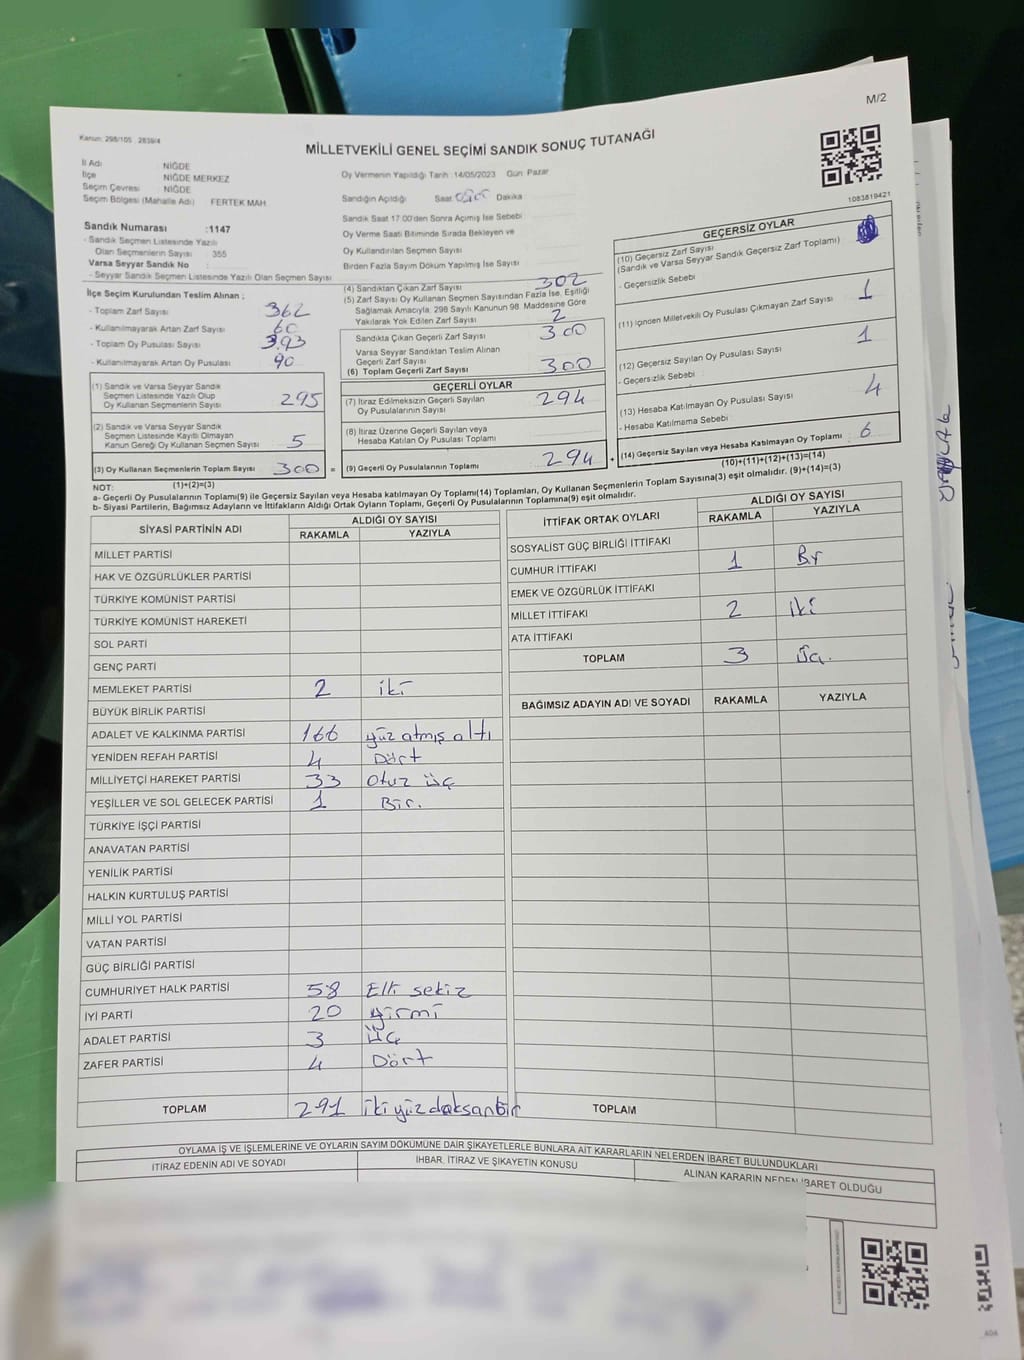 M/2
Kanun: 298/105 2839/4
MİLLETVEKİLİ GENEL SEÇİMİ SANDIK SONUÇ TUTANAĞI
1083819421
İl Adı : NİĞDE
İlçe : NİĞDE MERKEZ
Seçim Çevresi : NİĞDE
Seçim Bölgesi (Mahalle Adı) FERTEK MAH.
Sandık Numarası :1147
- Sandık Seçmen Listesinde Yazılı
Olan Seçmenlerin Sayısı : 355
Varsa Seyyar Sandık No
- Seyyar Sandık Seçmen Listesinde Yazılı Olan Seçmen Sayısı
Oy Vermenin Yapıldığı Tarih :14/05/2023 Gün Pazar
Sandığın Açıldığı Saat Dakika
Sandık Saat 17.00'den Sonra Açımış İse Sebebi
Oy Verme Saati Bitiminde Sırada Bekleyen ve
Oy Kullandırılan Seçmen Sayısı
Birden Fazla Sayım Döküm Yapılmış İse Sayısı
İlçe Seçim Kurulundan Teslim Alınan ;
- Toplam Zarf Sayısı : 362
- Kullanılmayarak Artan Zarf Sayısı : 60
- Toplam Oy Pusulası Sayısı : 393
- Kullanılmayarak Artan Oy Pusulası : 90
(4) Sandıktan Çıkan Zarf Sayısı 302
(5) Zarf Sayısı Oy Kullanan Seçmen Sayısından Fazla İse, Eşitliği
Sağlamak Amacıyla, 298 Sayılı Kanunun 98. Maddesine Göre
Yakılarak Yok Edilen Zarf Sayısı 2
Sandıkta Çıkan Geçerli Zarf Sayısı 300
Varsa Seyyar Sandıktan Teslim Alınan
Geçerli Zarf Sayısı
(6) Toplam Geçerli Zarf Sayısı 300
(1) Sandık ve Varsa Seyyar Sandık
Seçmen Listesinde Yazılı Olup
Oy Kullanan Seçmenlerin Sayısı 295
(2) Sandık ve Varsa Seyyar Sandık
Seçmen Listesinde Kayıtlı Olmayan
Kanun Gereği Oy Kullanan Seçmen Sayısı 5
(3) Oy Kullanan Seçmenlerin Toplam Sayısı 300 =
(1)+(2)=(3)
GEÇERLİ OYLAR
(7) İtiraz Edilmeksizin Geçerli Sayılan
Oy Pusulalarının Sayısı 294
(8) İtiraz Üzerine Geçerli Sayılan veya
Hesaba Katılan Oy Pusulası Toplamı
(9) Geçerli Oy Pusulalarının Toplamı 294 +
GEÇERSİZ OYLAR
(10) Geçersiz Zarf Sayısı
(Sandık ve Varsa Seyyar Sandık Geçersiz Zarf Toplamı)
- Geçersizlik Sebebi 1
(11) İçinden Milletvekili Oy Pusulası Çıkmayan Zarf Sayısı 1
(12) Geçersiz Sayılan Oy Pusulası Sayısı
- Geçersizlik Sebebi 4
(13) Hesaba Katılmayan Oy Pusulası Sayısı
- Hesaba Katılmama Sebebi
(14) Geçersiz Sayılan veya Hesaba Katılmayan Oy Toplamı 6
(10)+(11)+(12)+(13)=(14)
NOT:
a- Geçerli Oy Pusulalarının Toplamı(9) ile Geçersiz Sayılan veya Hesaba katılmayan Oy Toplamı(14) Toplamları, Oy Kullanan Seçmenlerin Toplam Sayısına(3) eşit olmalıdır. (9)+(14)=(3)
b- Siyasi Partilerin, Bağımsız Adayların ve İttifakların Aldığı Ortak Oyların Toplamı, Geçerli Oy Pusulalarının Toplamına(9) eşit olmalıdır.
SİYASİ PARTİNİN ADI ALDIĞI OY SAYISI
RAKAMLA YAZIYLA
MİLLET PARTİSİ
HAK VE ÖZGÜRLÜKLER PARTİSİ
TÜRKİYE KOMÜNİST PARTİSİ
TÜRKİYE KOMÜNİST HAREKETİ
SOL PARTİ
GENÇ PARTİ
MEMLEKET PARTİSİ 2 iki
BÜYÜK BİRLİK PARTİSİ
ADALET VE KALKINMA PARTİSİ 166 yüz atmış altı
YENİDEN REFAH PARTİSİ 4 Dört
MİLLİYETÇİ HAREKET PARTİSİ 33 Otuz üç
YEŞİLLER VE SOL GELECEK PARTİSİ 1 Bir.
TÜRKİYE İŞÇİ PARTİSİ
ANAVATAN PARTİSİ
YENİLİK PARTİSİ
HALKIN KURTULUŞ PARTİSİ
MİLLİ YOL PARTİSİ
VATAN PARTİSİ
GÜÇ BİRLİĞİ PARTİSİ
CUMHURİYET HALK PARTİSİ 58 Elli sekiz
İYİ PARTİ 20 yirmi
ADALET PARTİSİ 3 üç
ZAFER PARTİSİ 4 Dört
TOPLAM 291 iki yüz doksanbir
İTTİFAK ORTAK OYLARI ALDIĞI OY SAYISI
RAKAMLA YAZIYLA
SOSYALİST GÜÇ BİRLİĞİ İTTİFAKI
CUMHUR İTTİFAKI 1 Bir
EMEK VE ÖZGÜRLÜK İTTİFAKI
MİLLET İTTİFAKI 2 iki
ATA İTTİFAKI
TOPLAM 3 üç.
BAĞIMSIZ ADAYIN ADI VE SOYADI RAKAMLA YAZIYLA
TOPLAM
OYLAMA İŞ VE İŞLEMLERİNE VE OYLARIN SAYIM DÖKÜMÜNE DAİR ŞİKAYETLERLE BUNLARA AİT KARARLARIN NELERDEN İBARET BULUNDUKLARI
İTİRAZ EDENİN ADI VE SOYADI İHBAR, İTİRAZ VE ŞİKAYETİN KONUSU ALINAN KARARIN NEDEN İBARET OLDUĞU